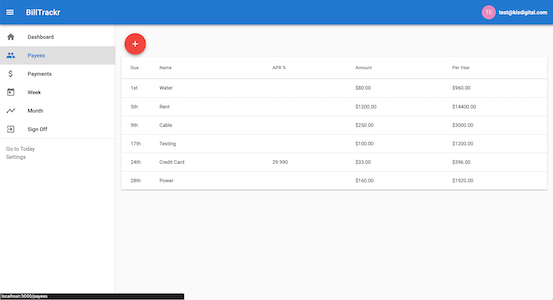 BillTrackr
TE
test@kiedigital.com
Dashboard
Payees
Payments
Week
Month
Sign Off
Go to Today
Settings
Due Name APR % Amount Per Year
1st Water $80.00 $960.00
5th Rent $1200.00 $14400.00
9th Cable $250.00 $3000.00
17th Testing $100.00 $1200.00
24th Credit Card 29.990 $33.00 $396.00
28th Power $160.00 $1920.00
localhost:3000/payees